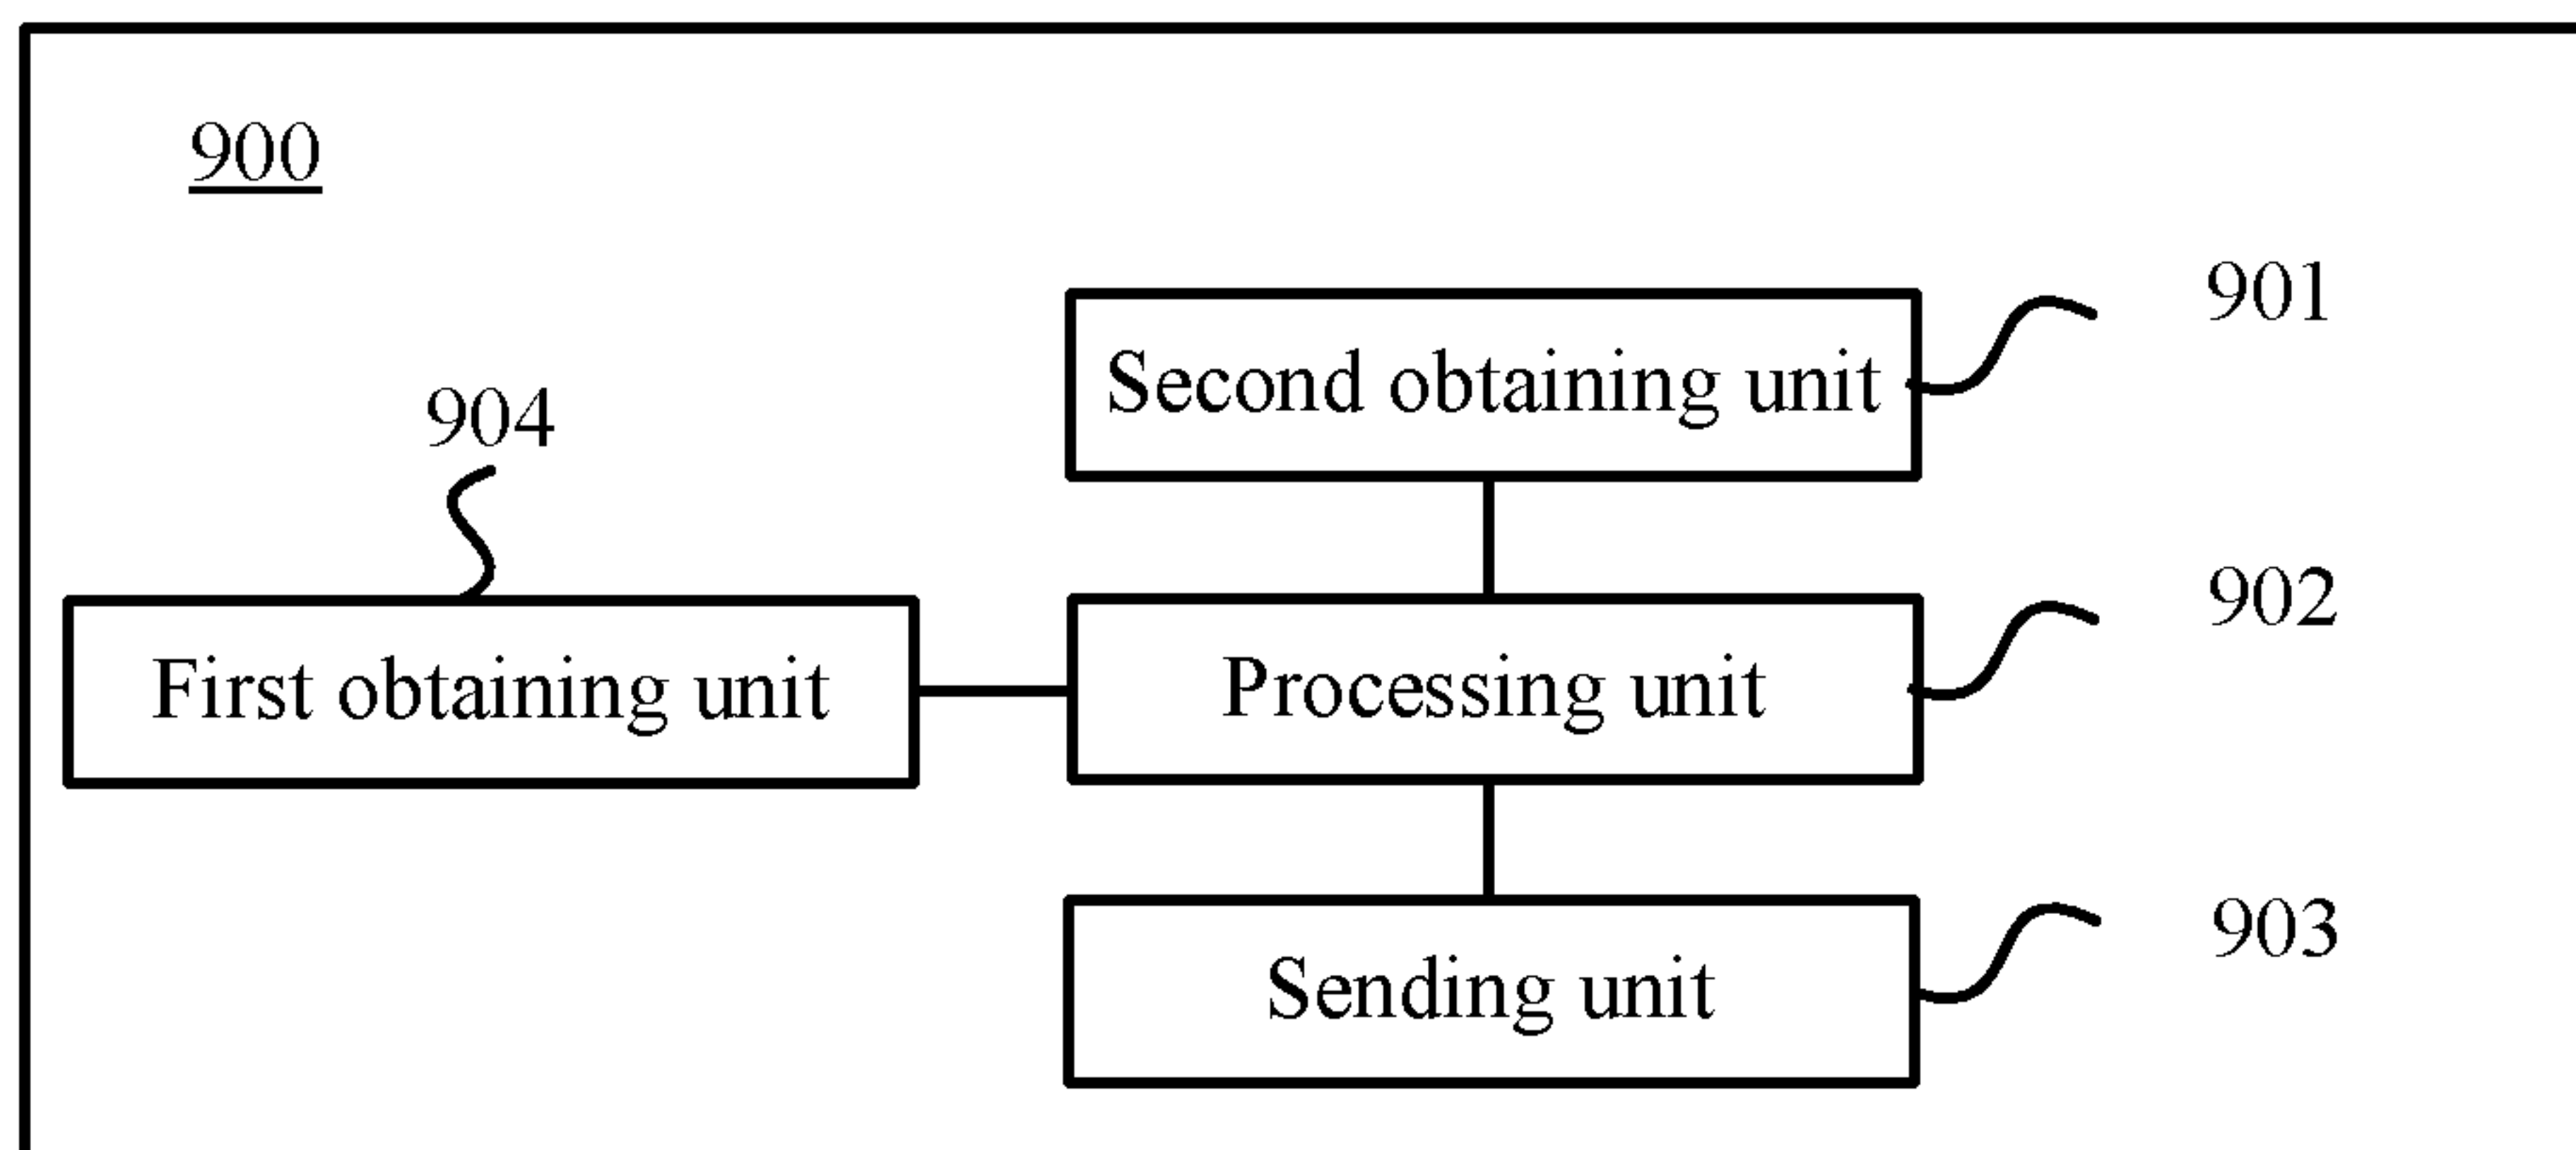 900
901
Second obtaining unit
904
902
First obtaining unit
Processing unit
903
Sending unit